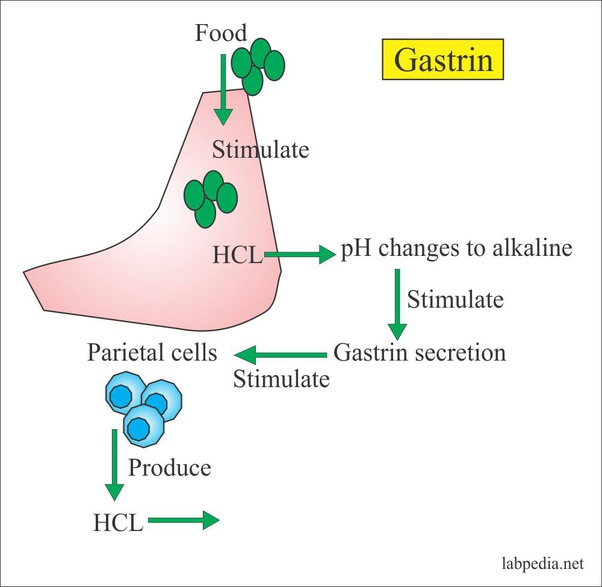 Food
Gastrin
Stimulate
HCL
pH changes to alkaline
Stimulate
Parietal cells
Gastrin secretion
Stimulate
Produce
HCL
labpedia.net